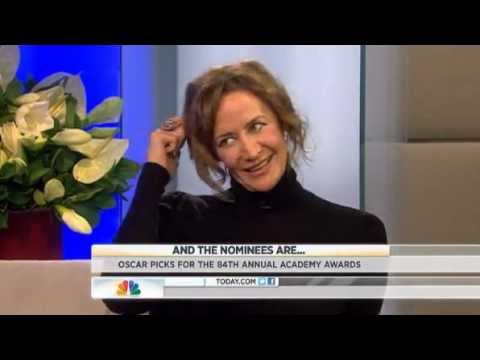 AND THE NOMINEES ARE...
OSCAR PICKS FOR THE 84TH ANNUAL ACADEMY AWARDS
TODAY.COM